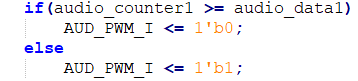 if(audio_counter1 >= audio_data1)
    AUD_PWM_I <= 1'b0;
else
    AUD_PWM_I <= 1'b1;